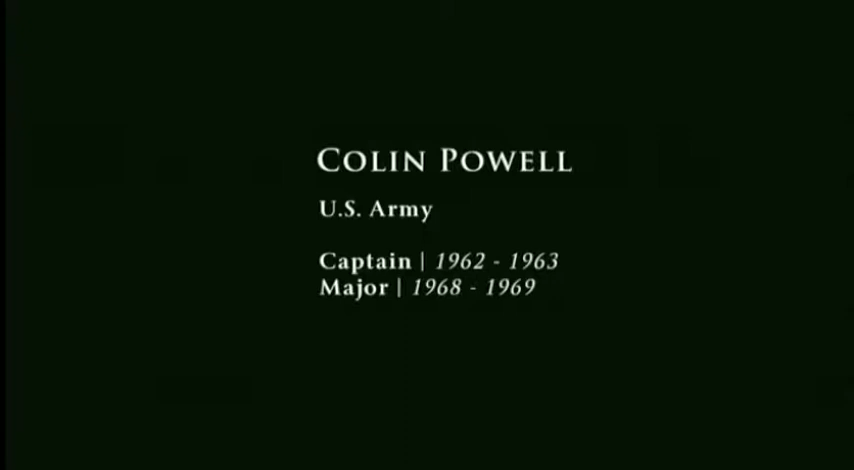 COLIN POWELL
U.S. Army
Captain | 1962 - 1963
Major | 1968 - 1969